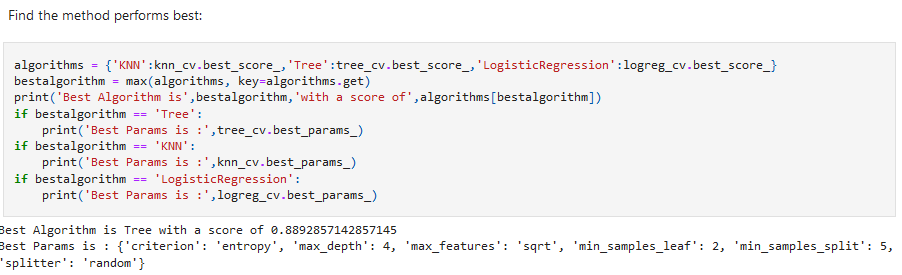 Find the method performs best:
algorithms = {'KNN':knn_cv.best_score_,'Tree':tree_cv.best_score_,'LogisticRegression':logreg_cv.best_score_}
bestalgorithm = max(algorithms, key=algorithms.get)
print('Best Algorithm is',bestalgorithm,'with a score of',algorithms[bestalgorithm])
if bestalgorithm == 'Tree':
    print('Best Params is :',tree_cv.best_params_)
if bestalgorithm == 'KNN':
    print('Best Params is :',knn_cv.best_params_)
if bestalgorithm == 'LogisticRegression':
    print('Best Params is :',logreg_cv.best_params_)
Best Algorithm is Tree with a score of 0.8892857142857145
Best Params is : {'criterion': 'entropy', 'max_depth': 4, 'max_features': 'sqrt', 'min_samples_leaf': 2, 'min_samples_split': 5,
'splitter': 'random'}